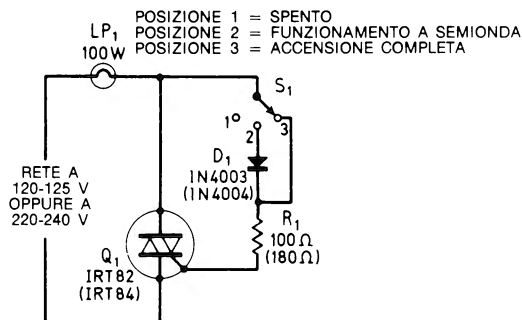 POSIZIONE 1 = SPENTO
POSIZIONE 2 = FUNZIONAMENTO A SEMIONDA
POSIZIONE 3 = ACCENSIONE COMPLETA
LP1
100W
S1
1
2
3
D1
1N4003
(1N4004)
RETE A
120-125 V
OPPURE A
220-240 V
R1
100Ω
(180Ω)
Q1
IRT82
(IRT84)